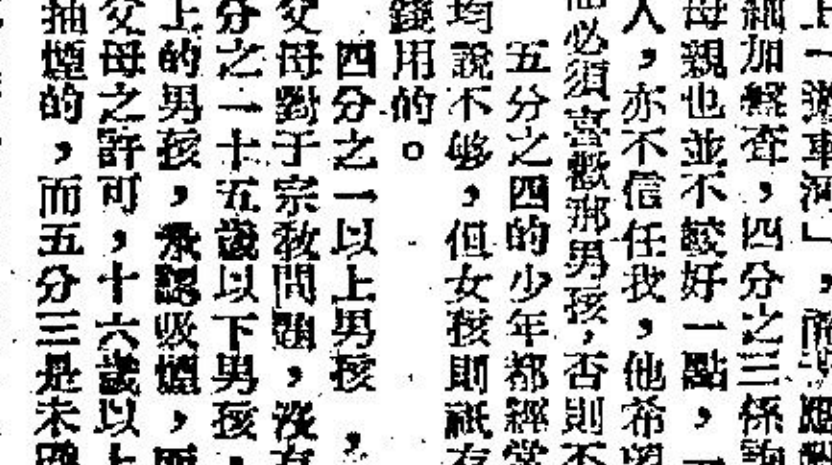 上一遊車河」，
細加盤查，四分之三係詢
母親也並不較好一點，一
人，亦不信任我，他希望
必須喜歡那男孩，否則不
五分之四的少年都經常
均說不够，但女孩則祇有
錢用的。
四分之一以上男孩，
父母對于宗教問題，沒有
分之一十五歲以下男孩，
上的男孩，承認吸煙，而
父母之許可，十六歲以上
抽煙的，而五分三是未